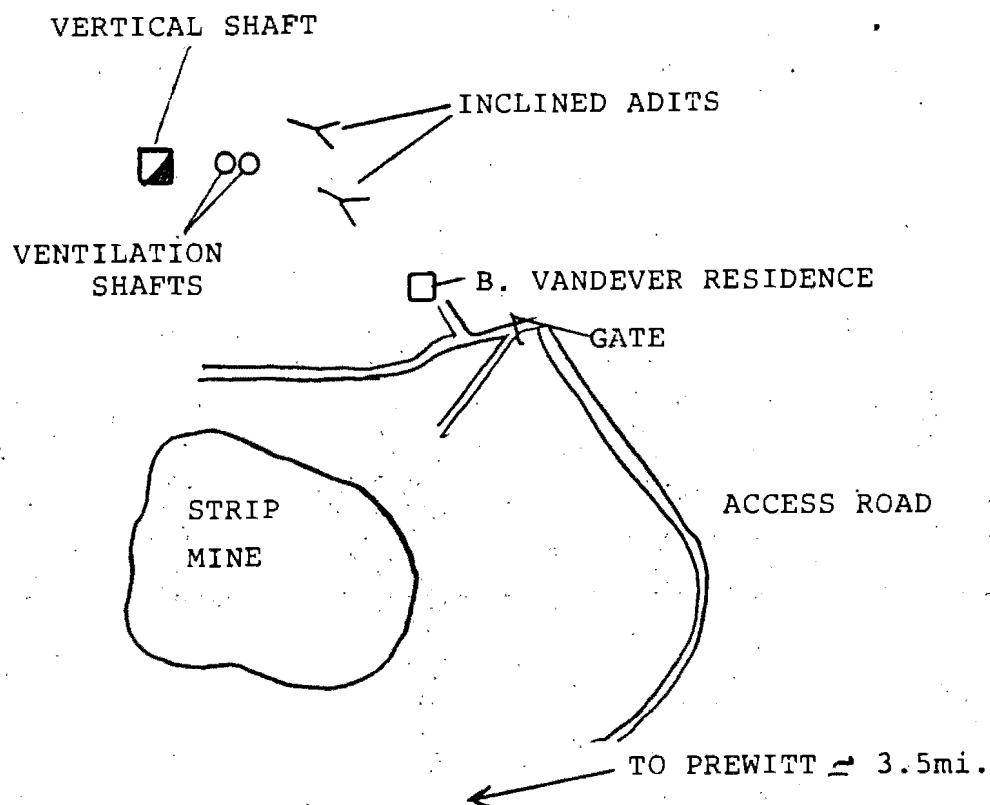 VERTICAL SHAFT
INCLINED ADITS
VENTILATION
SHAFTS
B. VANDEVER RESIDENCE
GATE
STRIP
MINE
ACCESS ROAD
TO PREWITT ≃ 3.5mi.